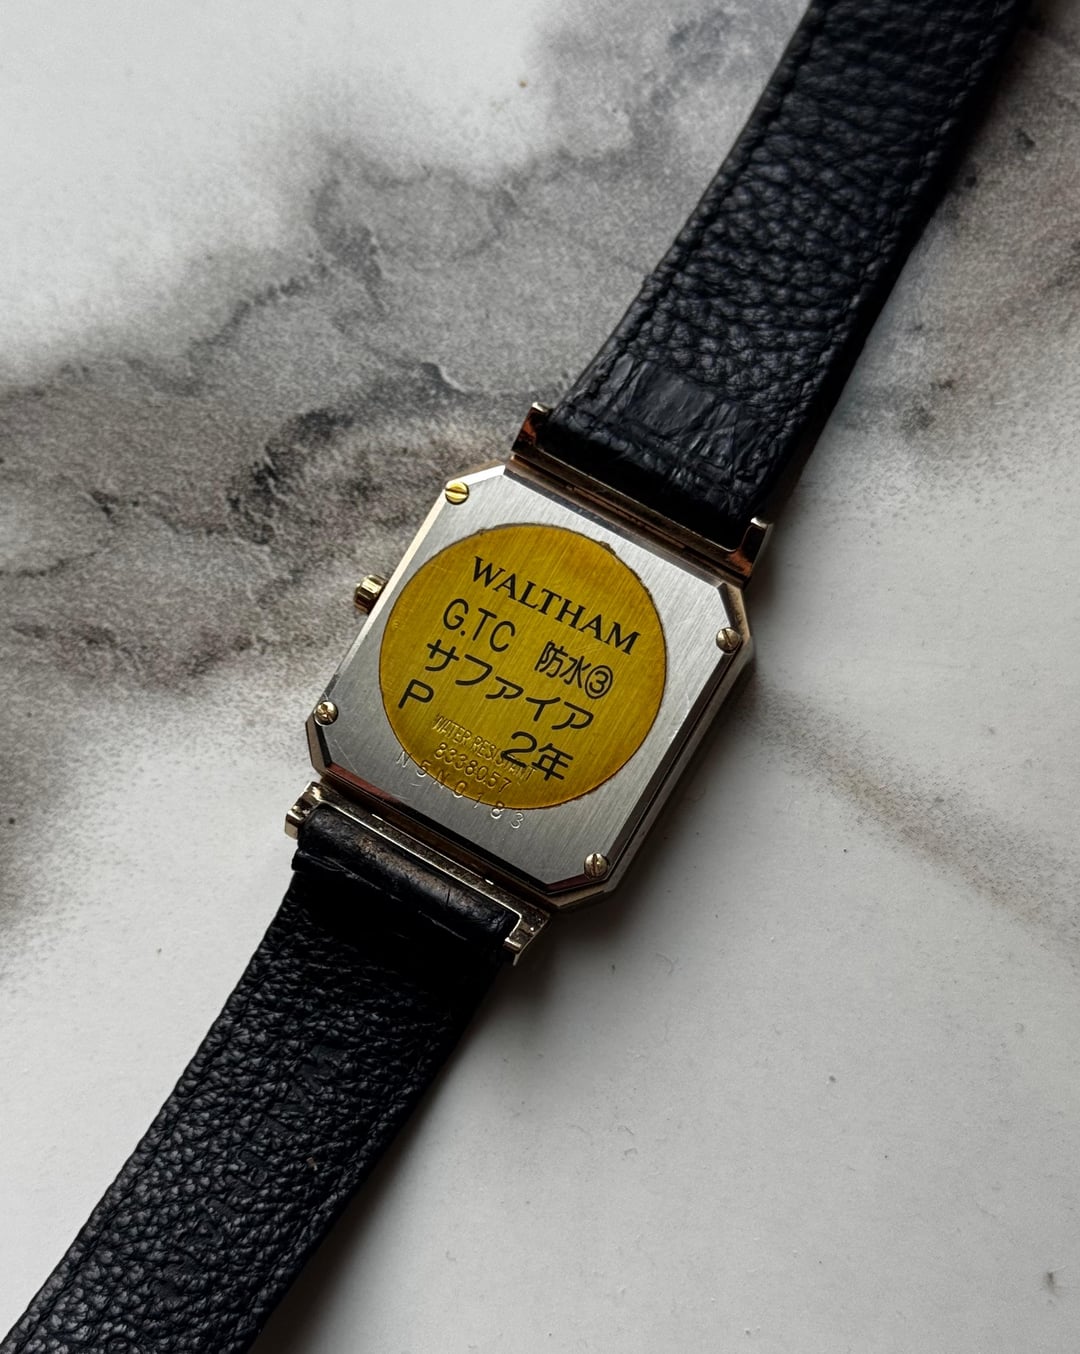 WALTHAM
G.TC 防水③
サファイア
P 2年
WATER RESISTANT
8338057
N5N0183